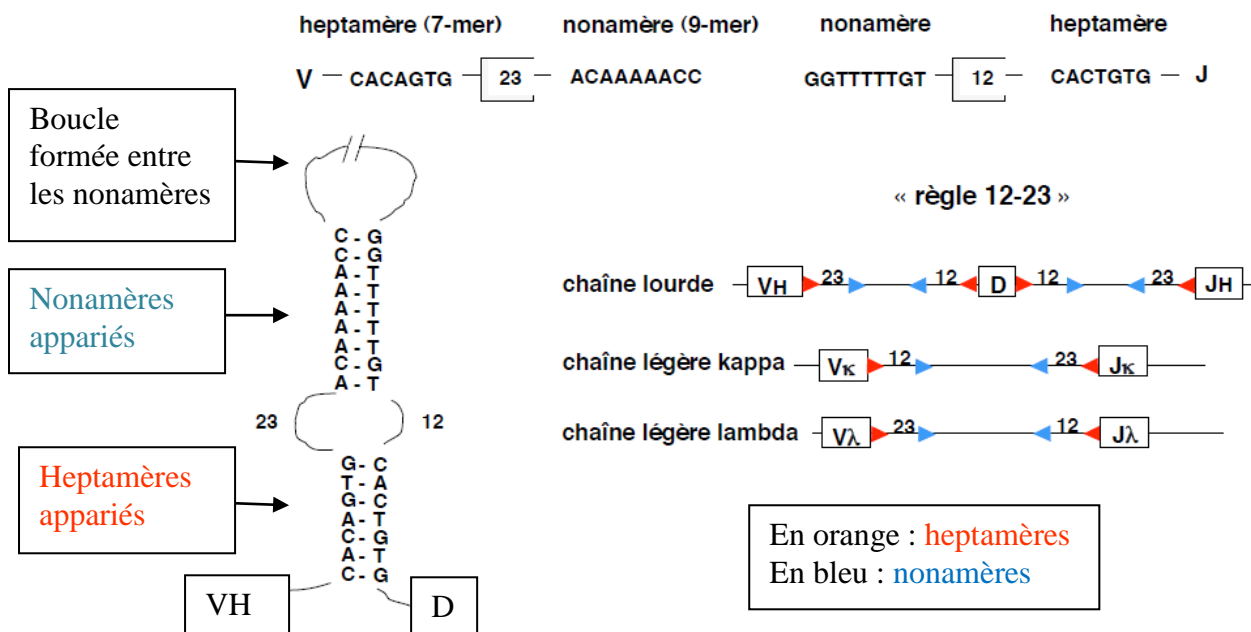 heptamère (7-mer) nonamère (9-mer) nonamère heptamère
V — CACAGTG — 23 — ACAAAAACC GGTTTTTGT — 12 — CACTGTG — J
Boucle
formée entre
les nonamères
« règle 12-23 »
C - G
C - G
A - T
A - T
A - T
A - T
A - T
C - G
A - T
Nonamères
appariés
chaîne lourde VH 23 12 D 12 23 JH
chaîne légère kappa Vκ 12 23 Jκ
chaîne légère lambda Vλ 23 12 Jλ
23 12
G - C
T - A
G - C
A - T
C - G
A - T
C - G
Heptamères
appariés
VH D
En orange : heptamères
En bleu : nonamères